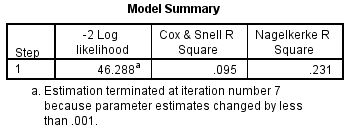 Model Summary
Step
-2 Log likelihood
Cox & Snell R Square
Nagelkerke R Square
1
46.288a
.095
.231
a. Estimation terminated at iteration number 7
because parameter estimates changed by less
than .001.